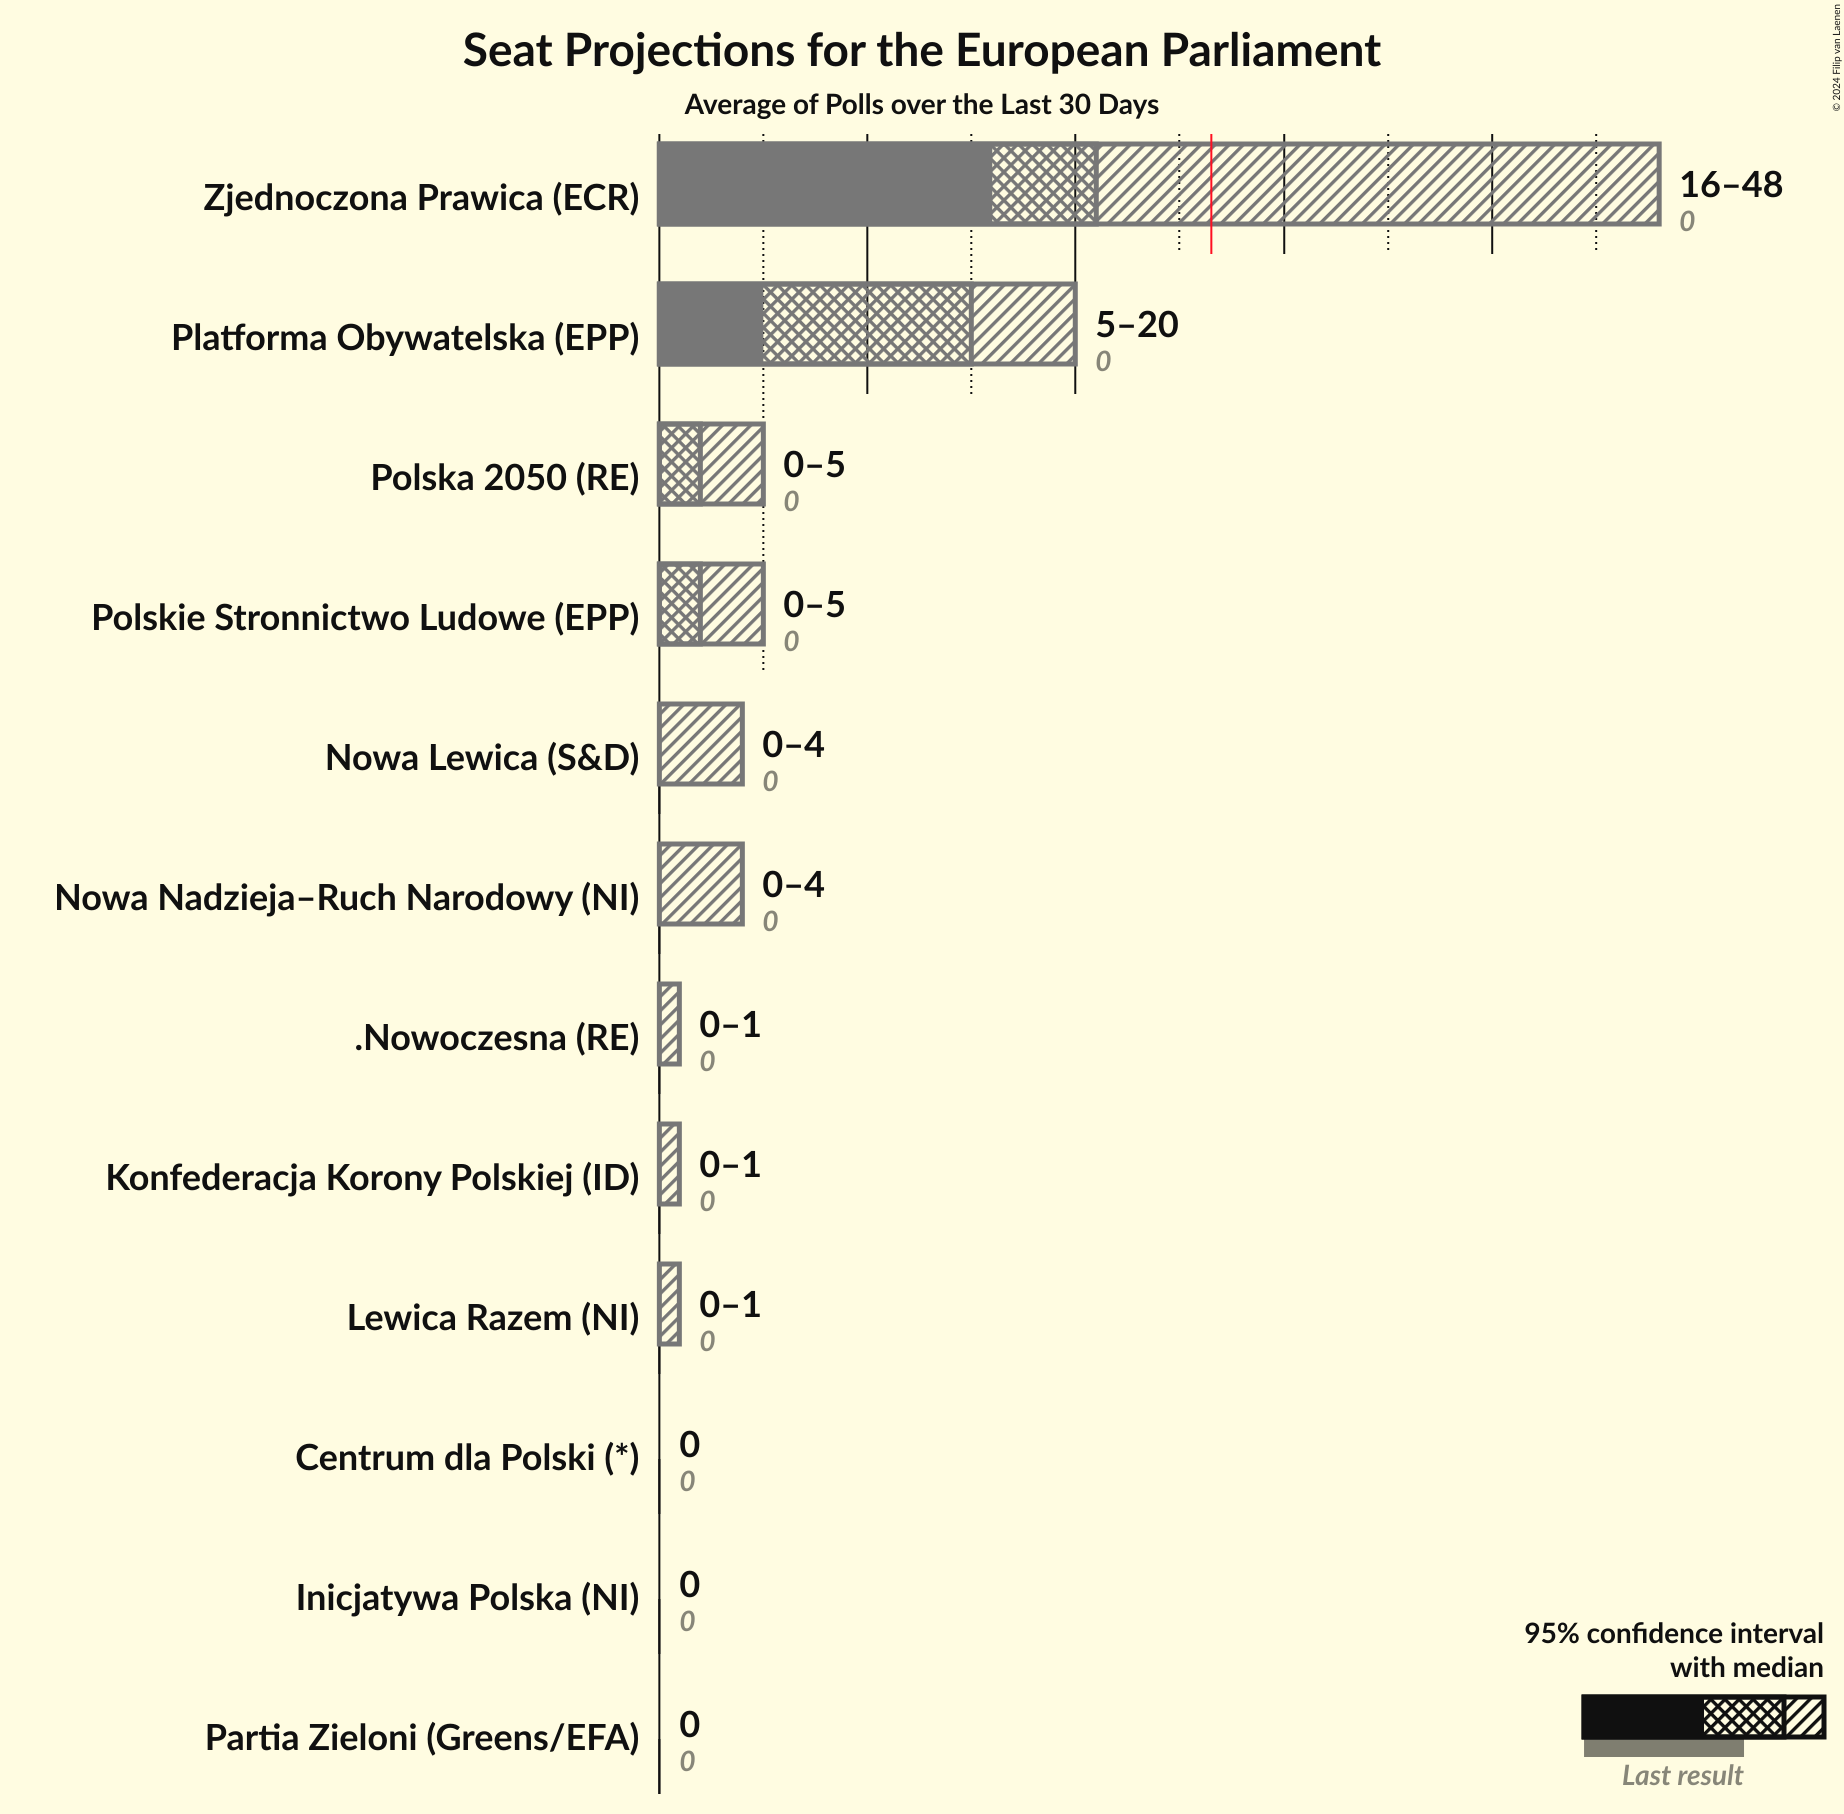 Seat Projections for the European Parliament
Average of Polls over the Last 30 Days
© 2024 Filip van Laenen
Zjednoczona Prawica (ECR)
16–48
0
Platforma Obywatelska (EPP)
5–20
0
Polska 2050 (RE)
0–5
0
Polskie Stronnictwo Ludowe (EPP)
0–5
0
Nowa Lewica (S&D)
0–4
0
Nowa Nadzieja–Ruch Narodowy (NI)
0–4
0
.Nowoczesna (RE)
0–1
0
Konfederacja Korony Polskiej (ID)
0–1
0
Lewica Razem (NI)
0–1
0
Centrum dla Polski (*)
0
0
Inicjatywa Polska (NI)
0
0
Partia Zieloni (Greens/EFA)
0
0
95% confidence interval
with median
Last result